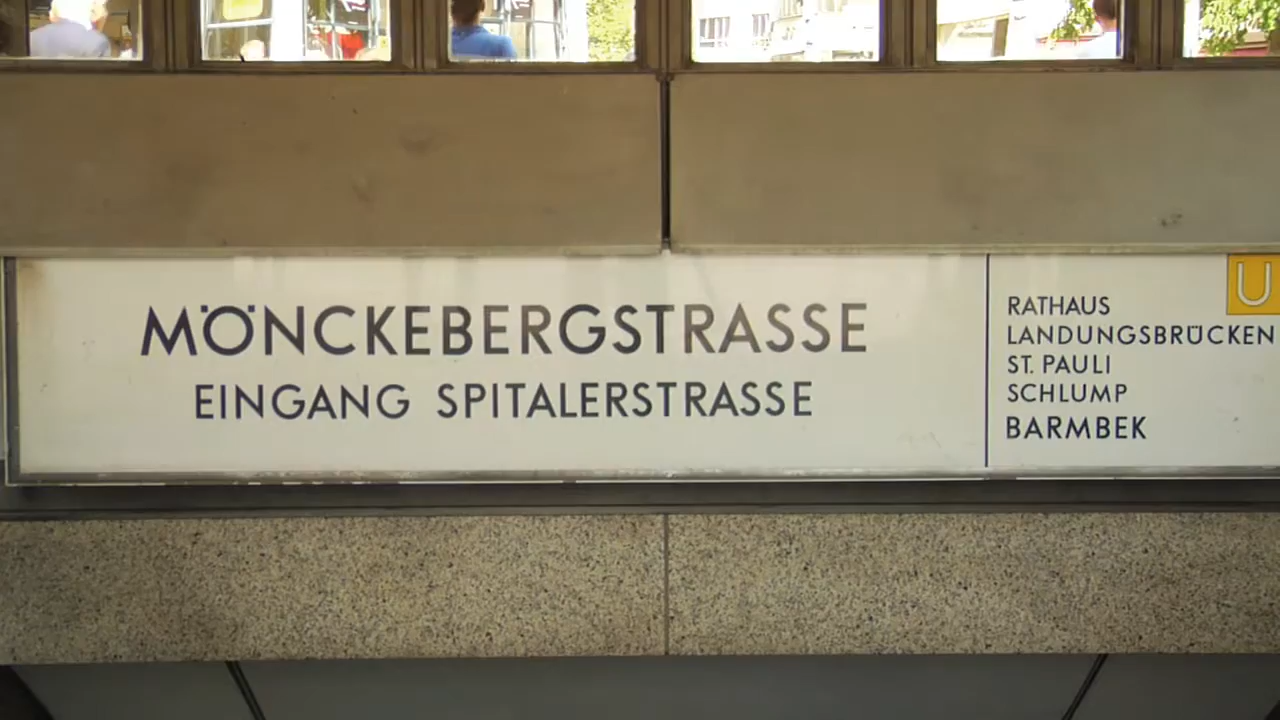 MÖNCKEBERGSTRASSE
EINGANG SPITALERSTRASSE
U
RATHAUS
LANDUNGSBRÜCKEN
ST. PAULI
SCHLUMP
BARMBEK